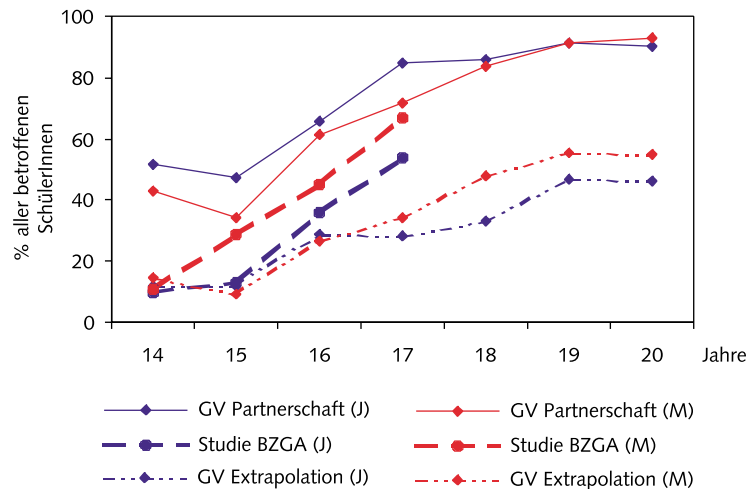 100
80
60
40
20
0
% aller betroffenen
SchülerInnen
14 15 16 17 18 19 20 Jahre
GV Partnerschaft (J) GV Partnerschaft (M)
Studie BZGA (J) Studie BZGA (M)
GV Extrapolation (J) GV Extrapolation (M)